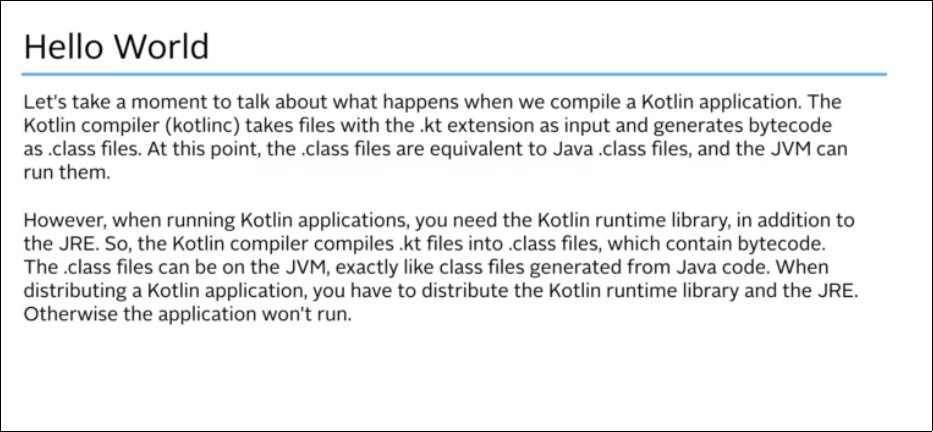 Hello World
Let's take a moment to talk about what happens when we compile a Kotlin application. The
Kotlin compiler (kotlinc) takes files with the .kt extension as input and generates bytecode
as .class files. At this point, the .class files are equivalent to Java .class files, and the JVM can
run them.
However, when running Kotlin applications, you need the Kotlin runtime library, in addition to
the JRE. So, the Kotlin compiler compiles .kt files into .class files, which contain bytecode.
The .class files can be on the JVM, exactly like class files generated from Java code. When
distributing a Kotlin application, you have to distribute the Kotlin runtime library and the JRE.
Otherwise the application won't run.